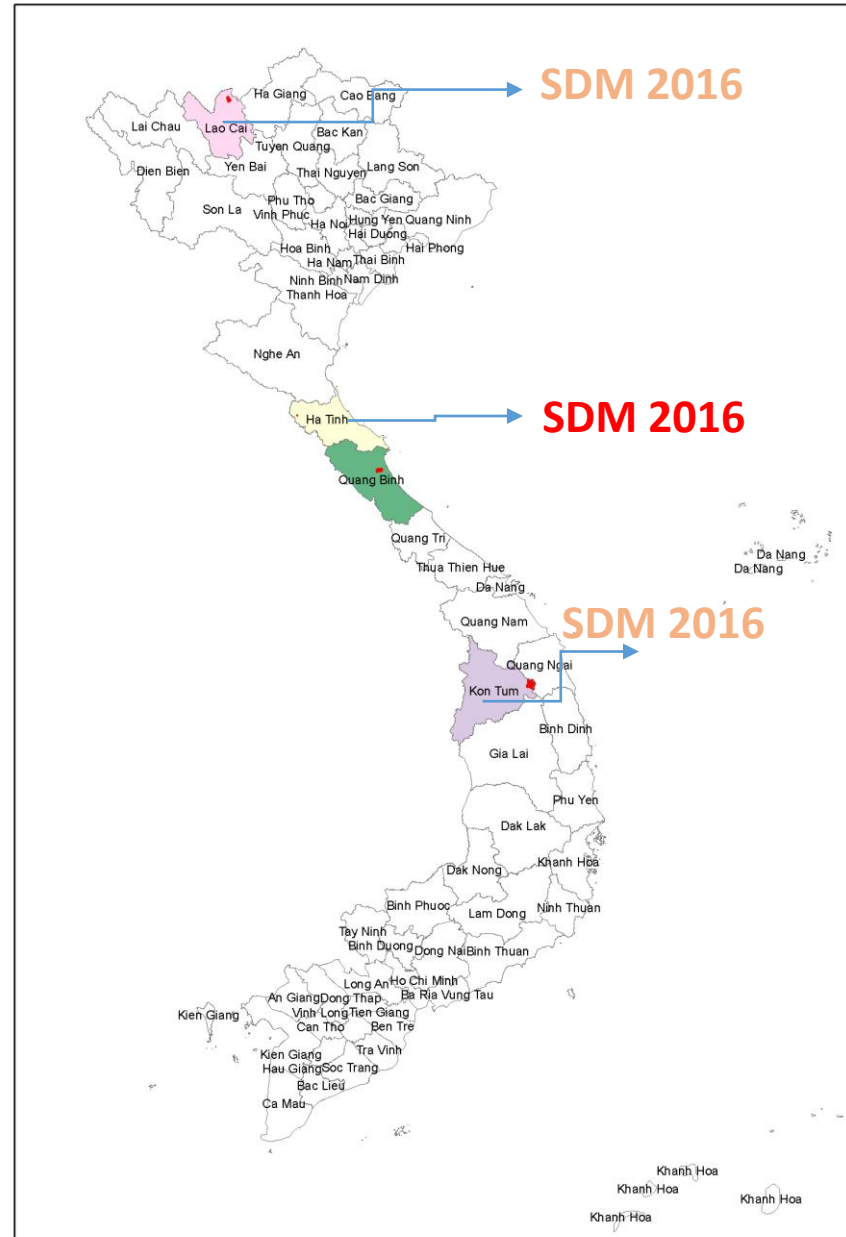 SDM 2016
Ha Giang
Cao Bang
Lai Chau
Lao Cai
Bac Kan
Tuyen Quang
Dien Bien
Yen Bai
Thai Nguyen
Lang Son
Phu Tho
Bac Giang
Son La
Vinh Phuc
Ha Noi
Hung Yen
Quang Ninh
Hai Duong
Hoa Binh
Hai Phong
Ha Nam
Thai Binh
Ninh Binh
Nam Dinh
Thanh Hoa
Nghe An
Ha Tinh
SDM 2016
Quang Binh
Quang Tri
Da Nang
Thua Thien Hue
Da Nang
Da Nang
Quang Nam
SDM 2016
Quang Ngai
Kon Tum
Binh Dinh
Gia Lai
Phu Yen
Dak Lak
Dak Nong
Khanh Hoa
Binh Phuoc
Lam Dong
Ninh Thuan
Tay Ninh
Binh Duong
Dong Nai
Binh Thuan
Long An
Ho Chi Minh
An Giang
Dong Thap
Ba Ria Vung Tau
Kien Giang
Vinh Long
Tien Giang
Can Tho
Ben Tre
Kien Giang
Tra Vinh
Hau Giang
Soc Trang
Bac Lieu
Ca Mau
Khanh Hoa
Khanh Hoa
Khanh Hoa
Khanh Hoa